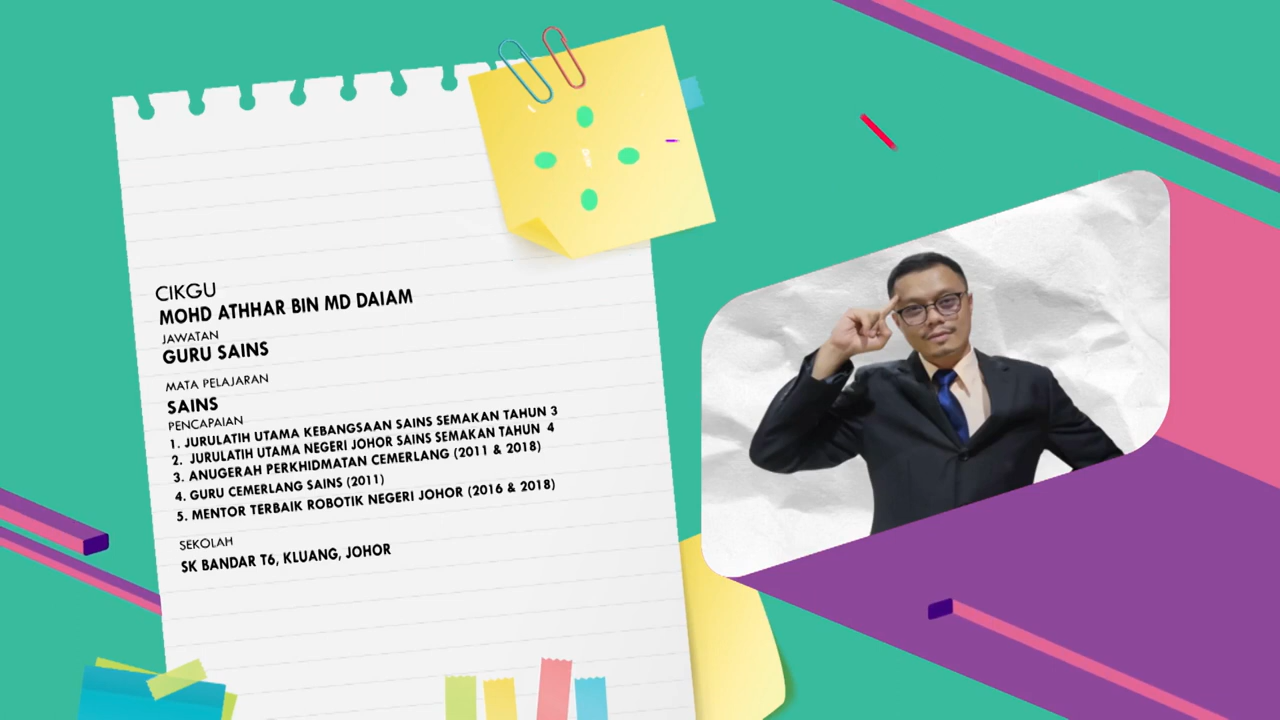 CIKGU
MOHD ATHHAR BIN MD DAIAM
JAWATAN
GURU SAINS
MATA PELAJARAN
SAINS
PENCAPAIAN
1. JURULATIH UTAMA KEBANGSAAN SAINS SEMAKAN TAHUN 3
2. JURULATIH UTAMA NEGERI JOHOR SAINS SEMAKAN TAHUN 4
3. ANUGERAH PERKHIDMATAN CEMERLANG (2011 & 2018)
4. GURU CEMERLANG SAINS (2011)
5. MENTOR TERBAIK ROBOTIK NEGERI JOHOR (2016 & 2018)
SEKOLAH
SK BANDAR T6, KLUANG, JOHOR